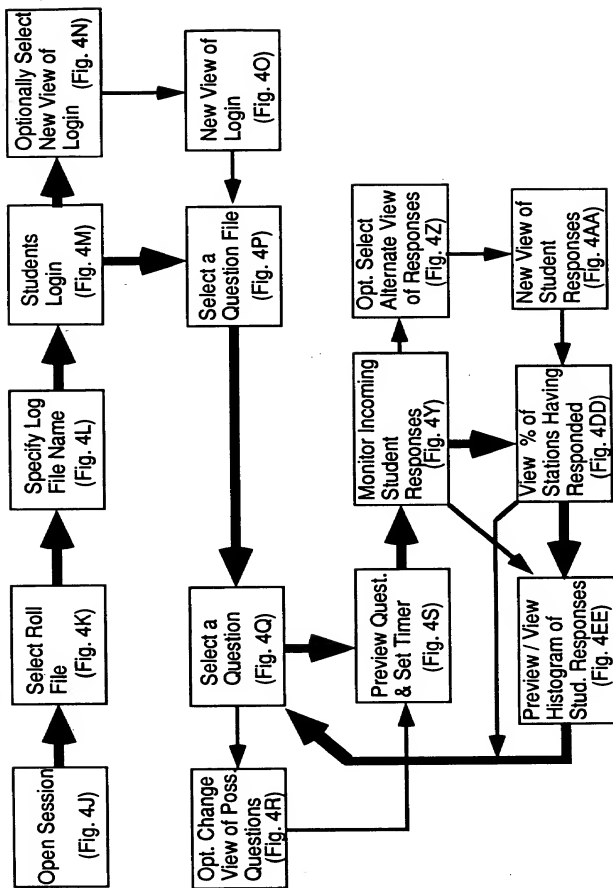 Open Session
(Fig. 4J)
Select Roll
File
(Fig. 4K)
Specify Log
File Name
(Fig. 4L)
Students
Login
(Fig. 4M)
Optionally Select
New View of
Login
(Fig. 4N)
New View of
Login
(Fig. 4O)
Select a
Question File
(Fig. 4P)
Select a
Question
(Fig. 4Q)
Opt. Change
View of Poss.
Questions
(Fig. 4R)
Preview Quest.
& Set Timer
(Fig. 4S)
Monitor Incoming
Student
Responses
(Fig. 4Y)
Opt. Select
Alternate View
of Responses
(Fig. 4Z)
New View of
Student
Responses
(Fig. 4AA)
View % of
Stations Having
Responded
(Fig. 4DD)
Preview / View
Histogram of
Stud. Responses
(Fig. 4EE)